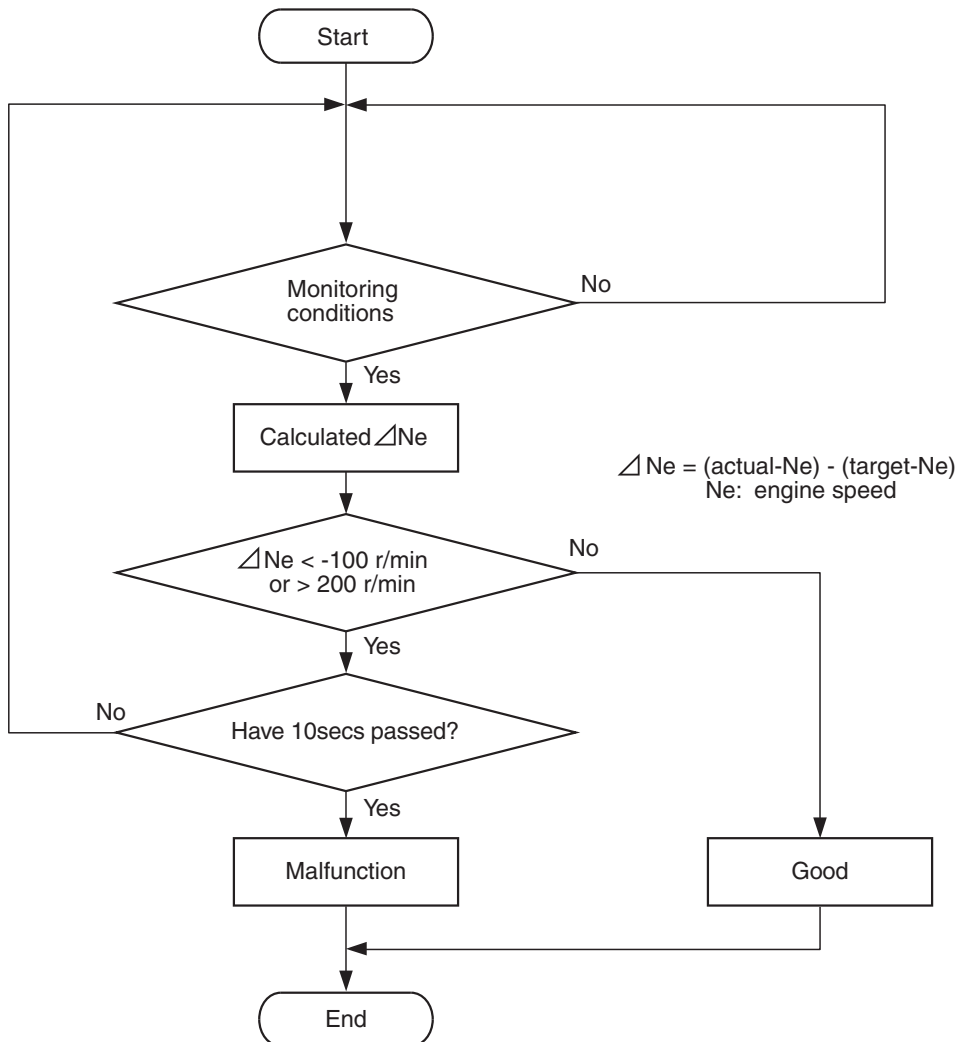 Start
Monitoring
conditions
No
Yes
Calculated ⊿Ne
⊿Ne = (actual-Ne) - (target-Ne)
Ne: engine speed
⊿Ne < -100 r/min
or > 200 r/min
No
Yes
No
Have 10secs passed?
Yes
Malfunction
Good
End